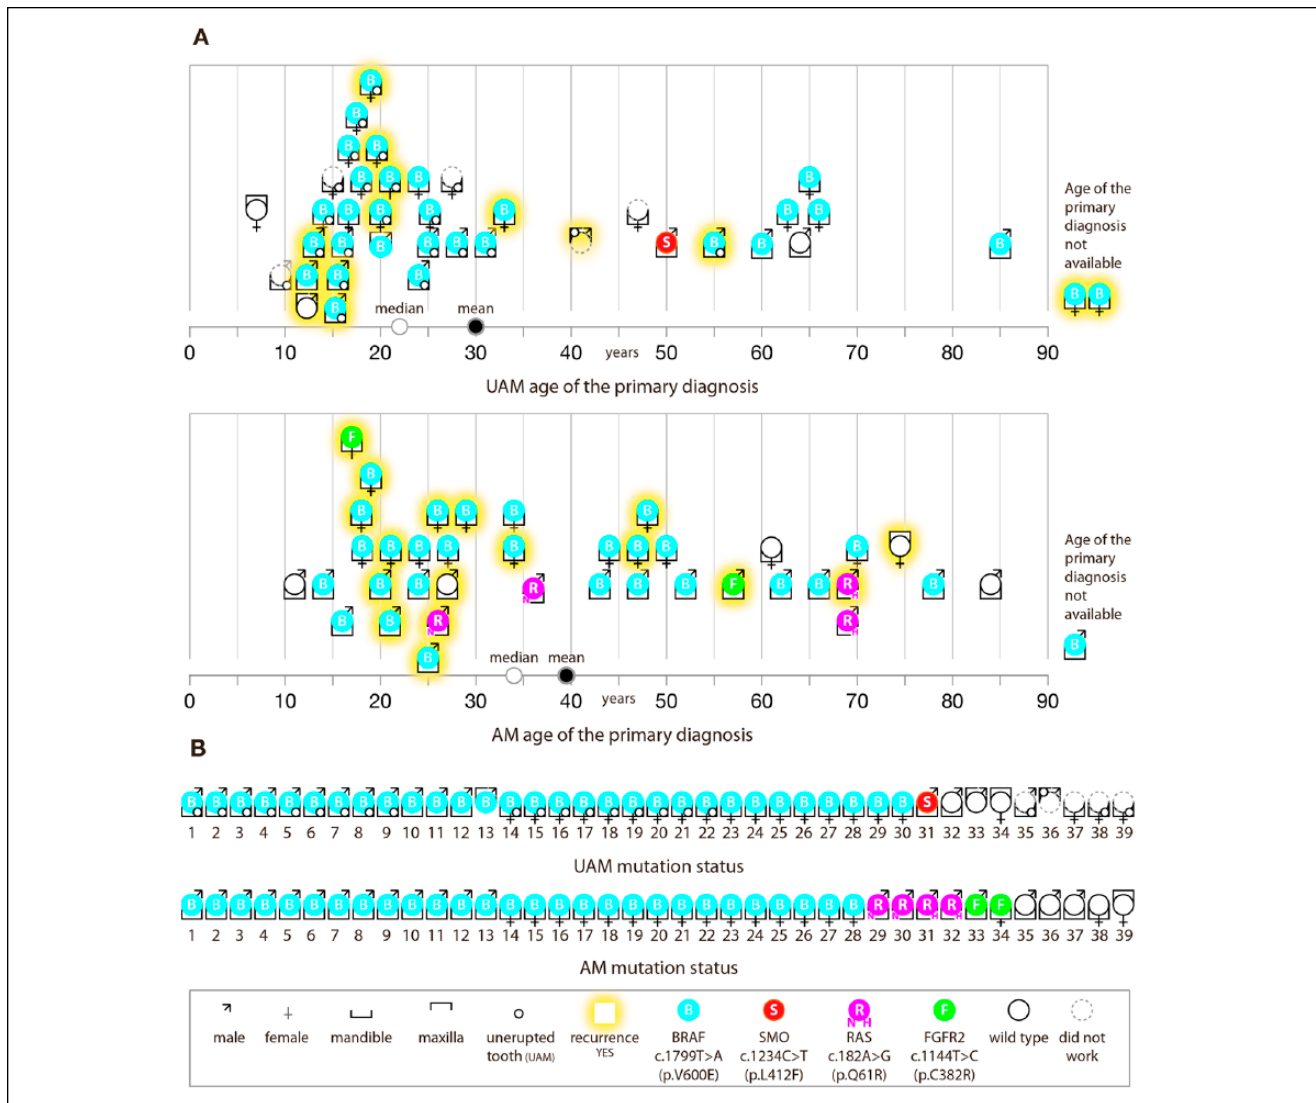 A
B
B
B B
B B B
B B B B B B B B
B B B B B S B B B
B B B
B
median mean
Age of the
primary
diagnosis
not
available
B B
0 10 20 30 40 years 50 60 70 80 90
UAM age of the primary diagnosis
F
B
B B B B B
B B B B B B B B B
B B B R B B B F B B R H B
N
B B R N R H
B
median mean
Age of the
primary
diagnosis
not
available
B
0 10 20 30 40 years 50 60 70 80 90
AM age of the primary diagnosis
B
B B B B B B B B B B B B B B B B B B B B B B B B B B B B B B S
1 2 3 4 5 6 7 8 9 10 11 12 13 14 15 16 17 18 19 20 21 22 23 24 25 26 27 28 29 30 31 32 33 34 35 36 37 38 39
UAM mutation status
B B B B B B B B B B B B B B B B B B B B B B B B B B B B R R R R F F
N N H H
1 2 3 4 5 6 7 8 9 10 11 12 13 14 15 16 17 18 19 20 21 22 23 24 25 26 27 28 29 30 31 32 33 34 35 36 37 38 39
AM mutation status
B S R F
N H
male female mandible maxilla unerupted tooth (UAM) recurrence YES BRAF c.1799T>A (p.V600E) SMO c.1234C>T (p.L412F) RAS c.182A>G (p.Q61R) FGFR2 c.1144T>C (p.C382R) wild type did not work